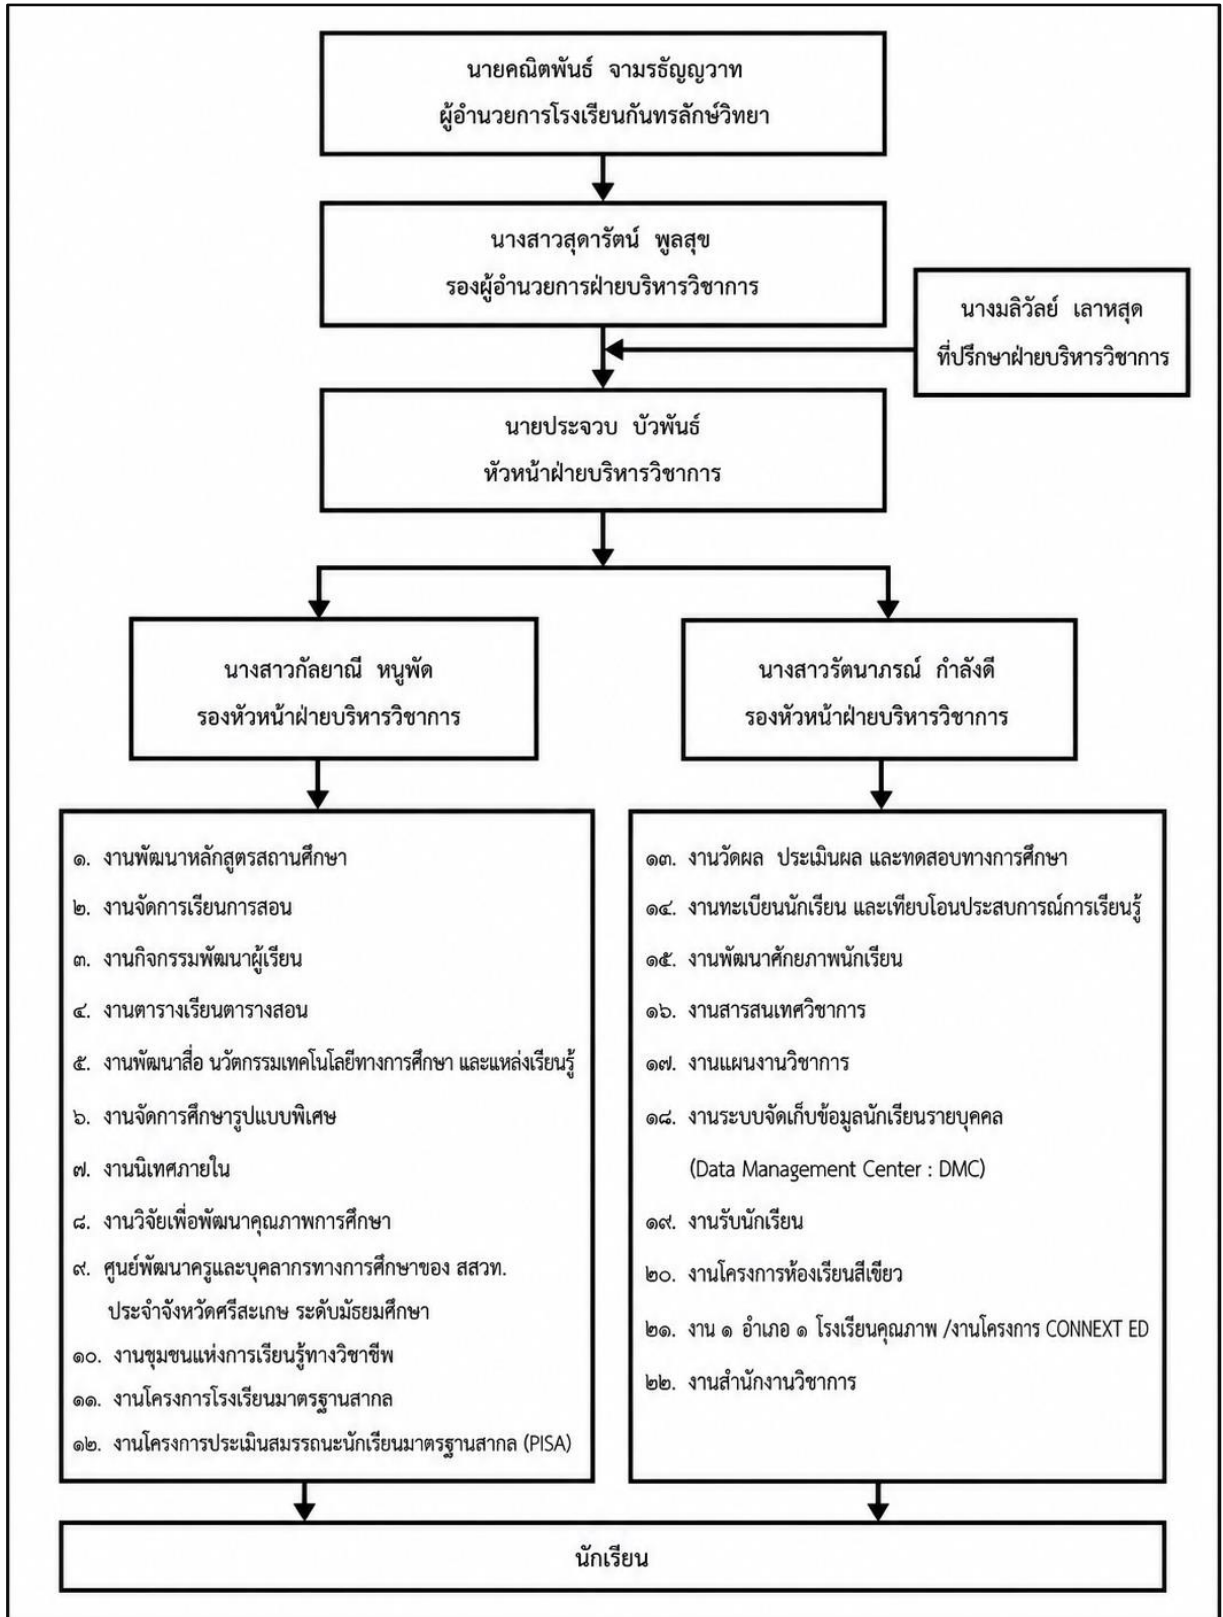 นายคณิตพันธ์ จามรธัญญวาท
ผู้อำนวยการโรงเรียนกันทรลักษ์วิทยา
นางสาวสุดารัตน์ พูลสุข
รองผู้อำนวยการฝ่ายบริหารวิชาการ
นางมลิวัลย์ เลาหสุด
ที่ปรึกษาฝ่ายบริหารวิชาการ
นายประจวบ บัวพันธ์
หัวหน้าฝ่ายบริหารวิชาการ
นางสาวกัลยาณี หนูพัด
รองหัวหน้าฝ่ายบริหารวิชาการ
นางสาวรัตนาภรณ์ กำลังดี
รองหัวหน้าฝ่ายบริหารวิชาการ
๑. งานพัฒนาหลักสูตรสถานศึกษา
๒. งานจัดการเรียนการสอน
๓. งานกิจกรรมพัฒนาผู้เรียน
๔. งานตารางเรียนตารางสอน
๕. งานพัฒนาสื่อ นวัตกรรมเทคโนโลยีทางการศึกษา และแหล่งเรียนรู้
๖. งานจัดการศึกษารูปแบบพิเศษ
๗. งานนิเทศภายใน
๘. งานวิจัยเพื่อพัฒนาคุณภาพการศึกษา
๙. ศูนย์พัฒนาครูและบุคลากรทางการศึกษาของ สสวท.
ประจำจังหวัดศรีสะเกษ ระดับมัธยมศึกษา
๑๐. งานชุมชนแห่งการเรียนรู้ทางวิชาชีพ
๑๑. งานโครงการโรงเรียนมาตรฐานสากล
๑๒. งานโครงการประเมินสมรรถนะนักเรียนมาตรฐานสากล (PISA)
๑๓. งานวัดผล ประเมินผล และทดสอบทางการศึกษา
๑๔. งานทะเบียนนักเรียน และเทียบโอนประสบการณ์การเรียนรู้
๑๕. งานพัฒนาศักยภาพนักเรียน
๑๖. งานสารสนเทศวิชาการ
๑๗. งานแผนงานวิชาการ
๑๘. งานระบบจัดเก็บข้อมูลนักเรียนรายบุคคล
(Data Management Center : DMC)
๑๙. งานรับนักเรียน
๒๐. งานโครงการห้องเรียนสีเขียว
๒๑. งาน ๑ อำเภอ ๑ โรงเรียนคุณภาพ /งานโครงการ CONNEXT ED
๒๒. งานสำนักงานวิชาการ
นักเรียน